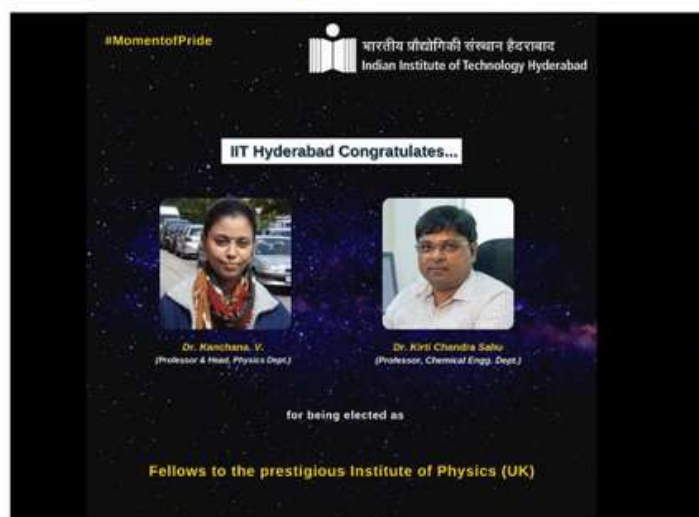 #MomentofPride
भारतीय प्रौद्योगिकी संस्थान हैदराबाद
Indian Institute of Technology Hyderabad
IIT Hyderabad Congratulates...
Dr. Kanchana. V.
(Professor & Head, Physics Dept.)
Dr. Kirti Chandra Sahu
(Professor, Chemical Engg. Dept.)
for being elected as
Fellows to the prestigious Institute of Physics (UK)